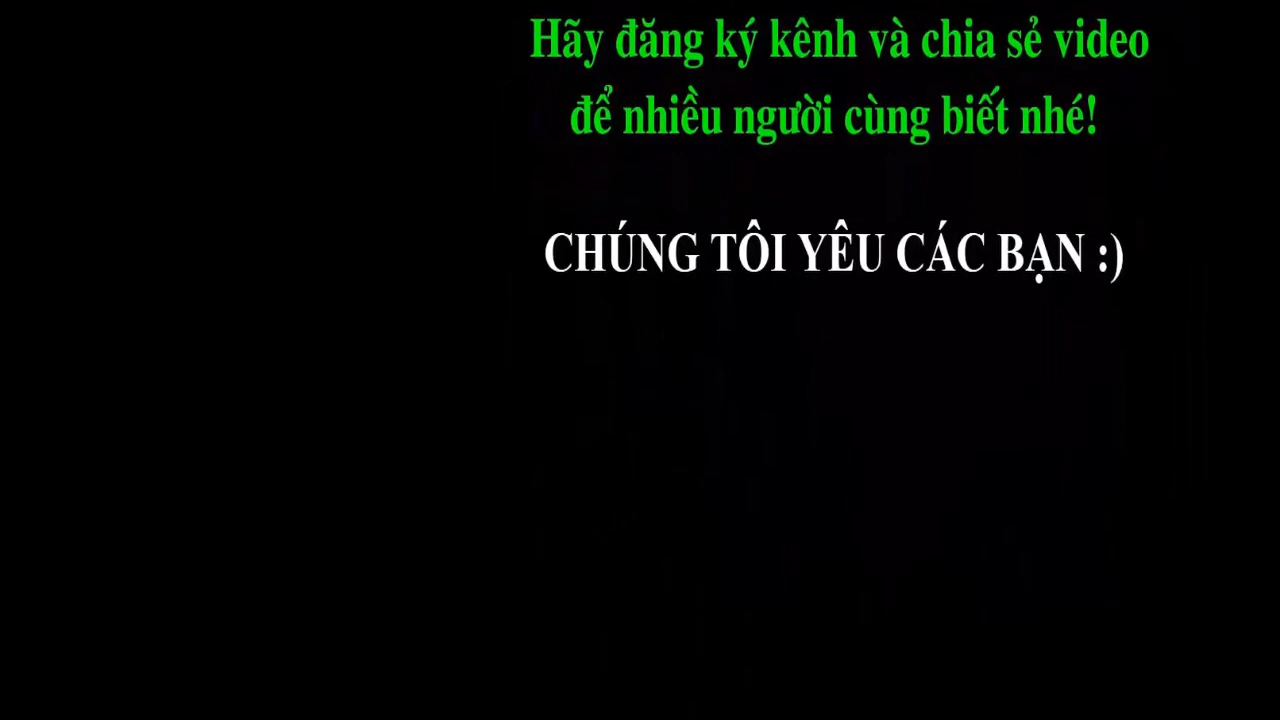 Hãy đăng ký kênh và chia sẻ video
để nhiều người cùng biết nhé!
CHÚNG TÔI YÊU CÁC BẠN :)